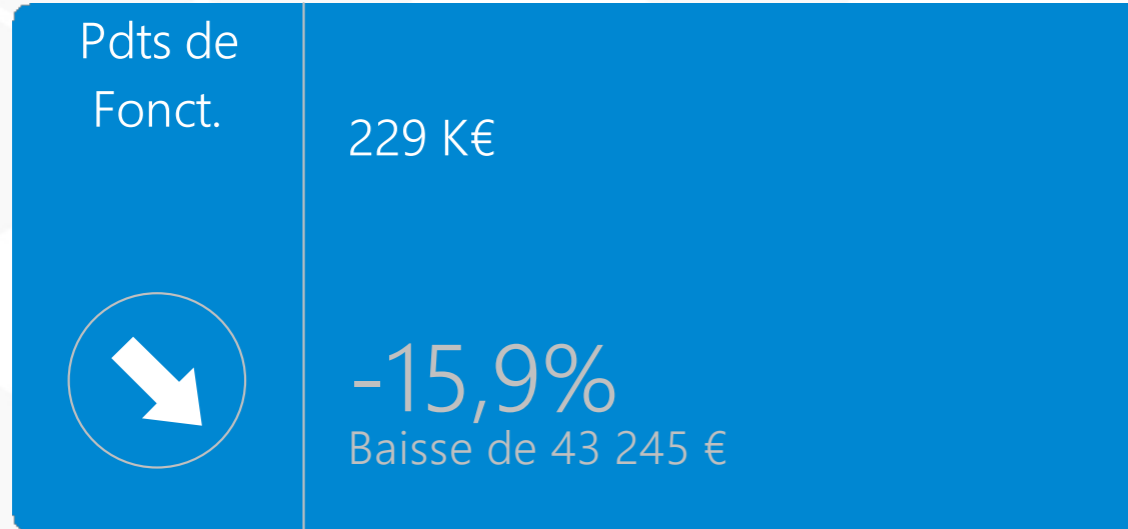 Pdts de
Fonct.
229 K€
-15,9%
Baisse de 43 245 €